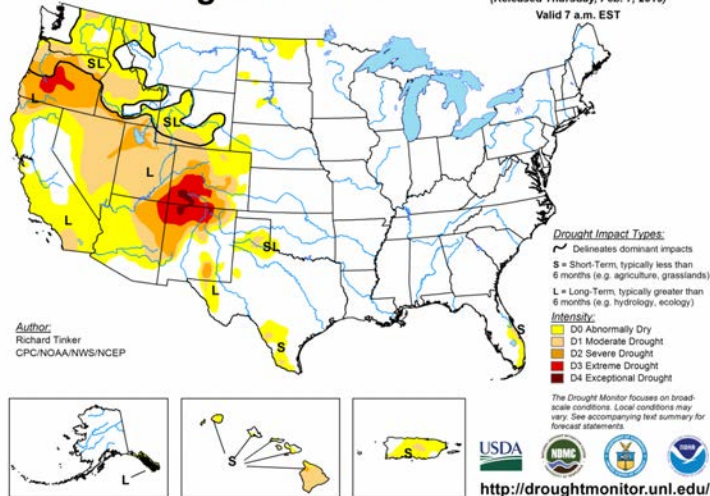 Valid 7 a.m. EST
SL
L
SL
L
L
SL
L
S
S
Drought Impact Types:
Delineates dominant impacts
S = Short-Term, typically less than
6 months (e.g. agriculture, grasslands)
L = Long-Term, typically greater than
6 months (e.g. hydrology, ecology)
Intensity:
D0 Abnormally Dry
D1 Moderate Drought
D2 Severe Drought
D3 Extreme Drought
D4 Exceptional Drought
Author:
Richard Tinker
CPC/NOAA/NWS/NCEP
The Drought Monitor focuses on broad-
scale conditions. Local conditions may
vary. See accompanying text summary for
forecast statements.
L
S
S
USDA
NDMC
NOAA
http://droughtmonitor.unl.edu/